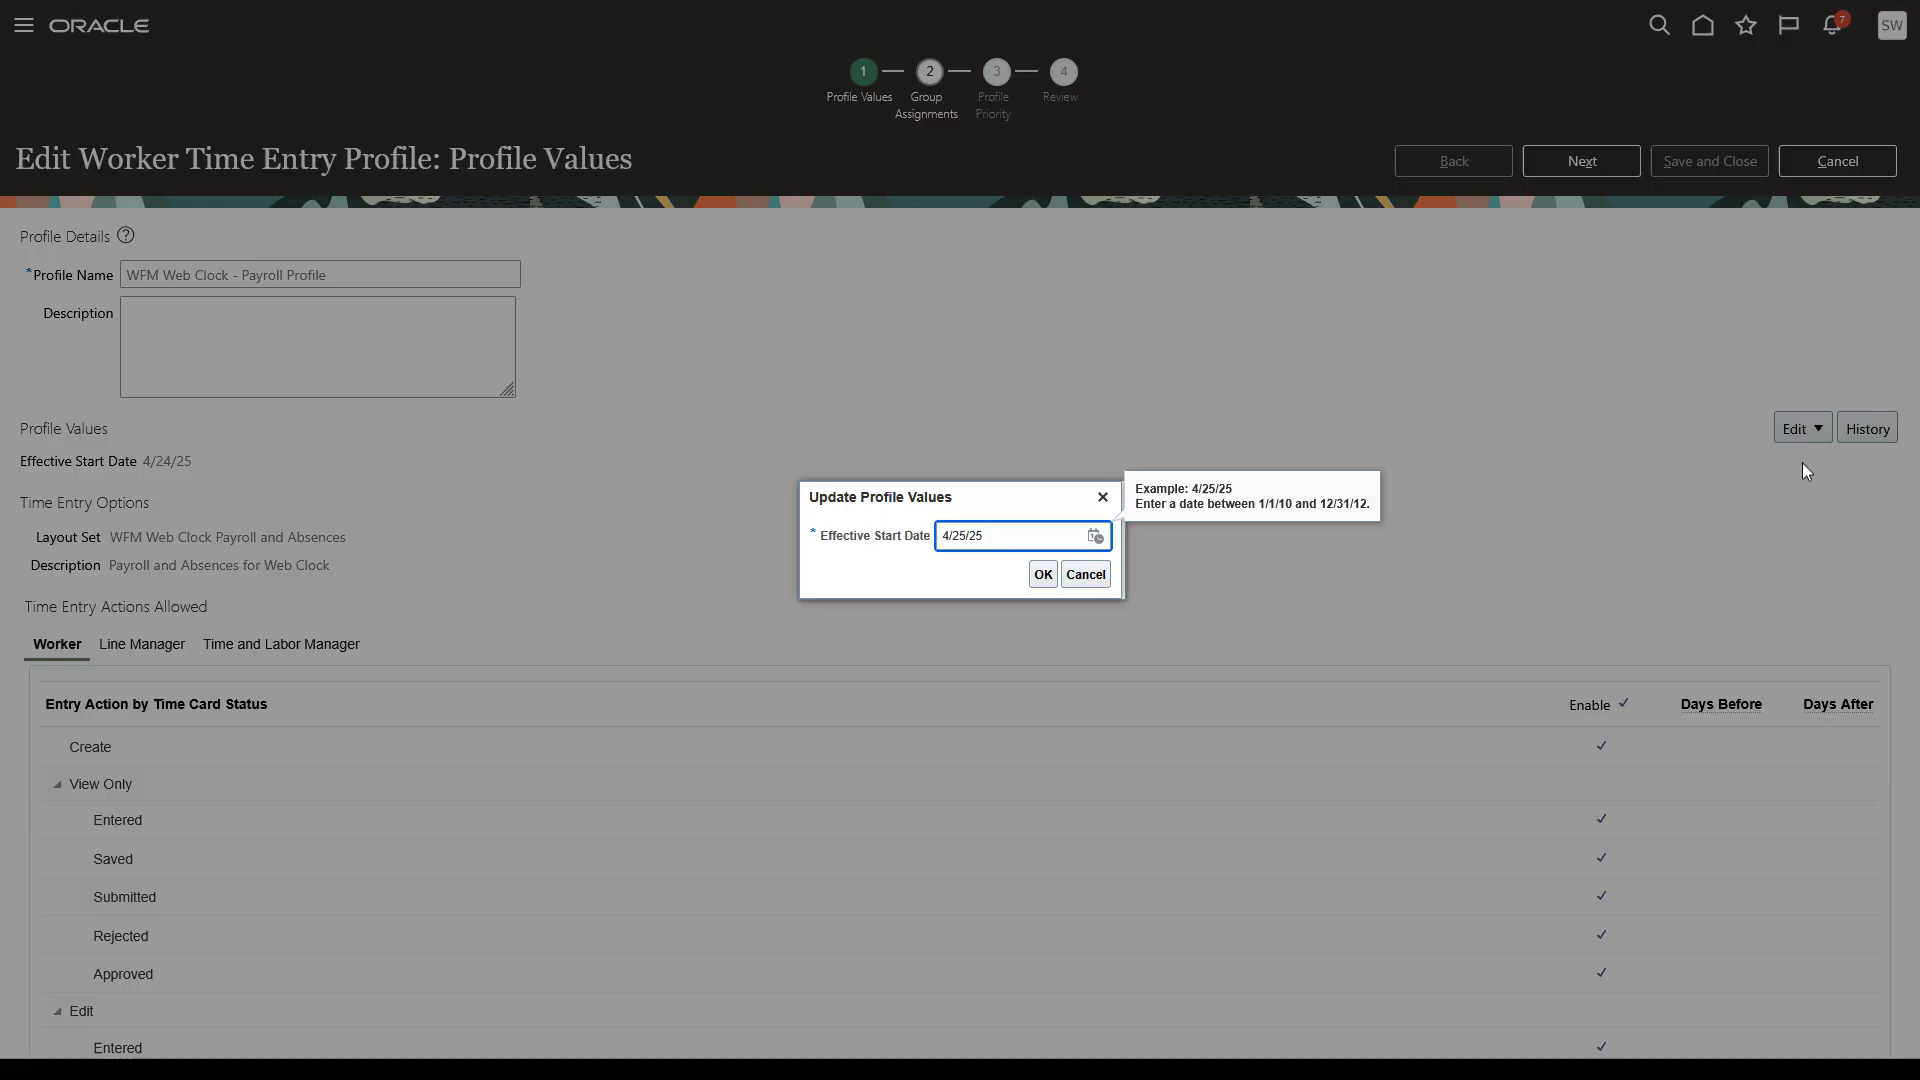 ORACLE
7
SW
1
2
3
4
Profile Values
Group Assignments
Profile Priority
Review
Edit Worker Time Entry Profile: Profile Values
Back
Next
Save and Close
Cancel
Profile Details
?
*Profile Name WFM Web Clock - Payroll Profile
Description
Profile Values
Edit
History
Effective Start Date 4/24/25
Update Profile Values
* Effective Start Date 4/25/25
OK
Cancel
Example: 4/25/25
Enter a date between 1/1/10 and 12/31/12.
Time Entry Options
Layout Set WFM Web Clock Payroll and Absences
Description Payroll and Absences for Web Clock
Time Entry Actions Allowed
Worker Line Manager Time and Labor Manager
Entry Action by Time Card Status Enable Days Before Days After
Create
View Only
Entered
Saved
Submitted
Rejected
Approved
Edit
Entered